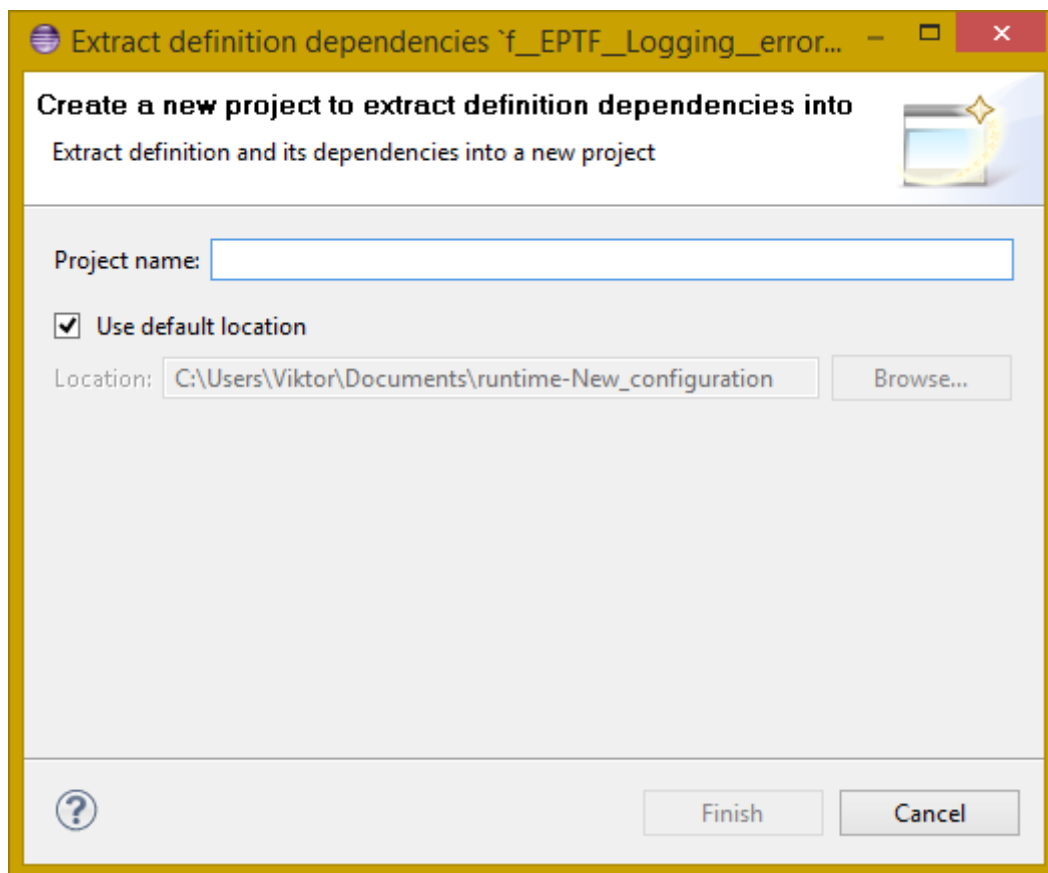 Extract definition dependencies `f__EPTF__Logging__error...
Create a new project to extract definition dependencies into
Extract definition and its dependencies into a new project
Project name:
Use default location
Location: C:\Users\Viktor\Documents\runtime-New_configuration Browse...
Finish Cancel